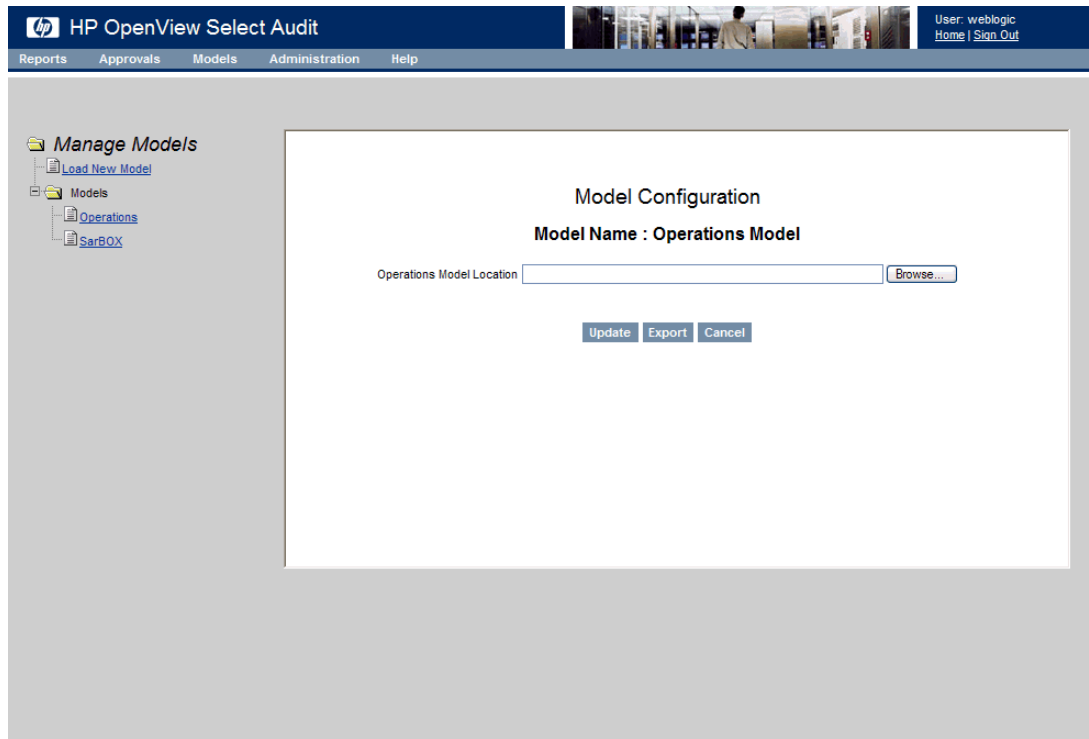 hp HP OpenView Select Audit
User: weblogic
Home | Sign Out
Reports Approvals Models Administration Help
Manage Models
Load New Model
Models
Operations
SarBOX
Model Configuration
Model Name : Operations Model
Operations Model Location Browse...
Update Export Cancel